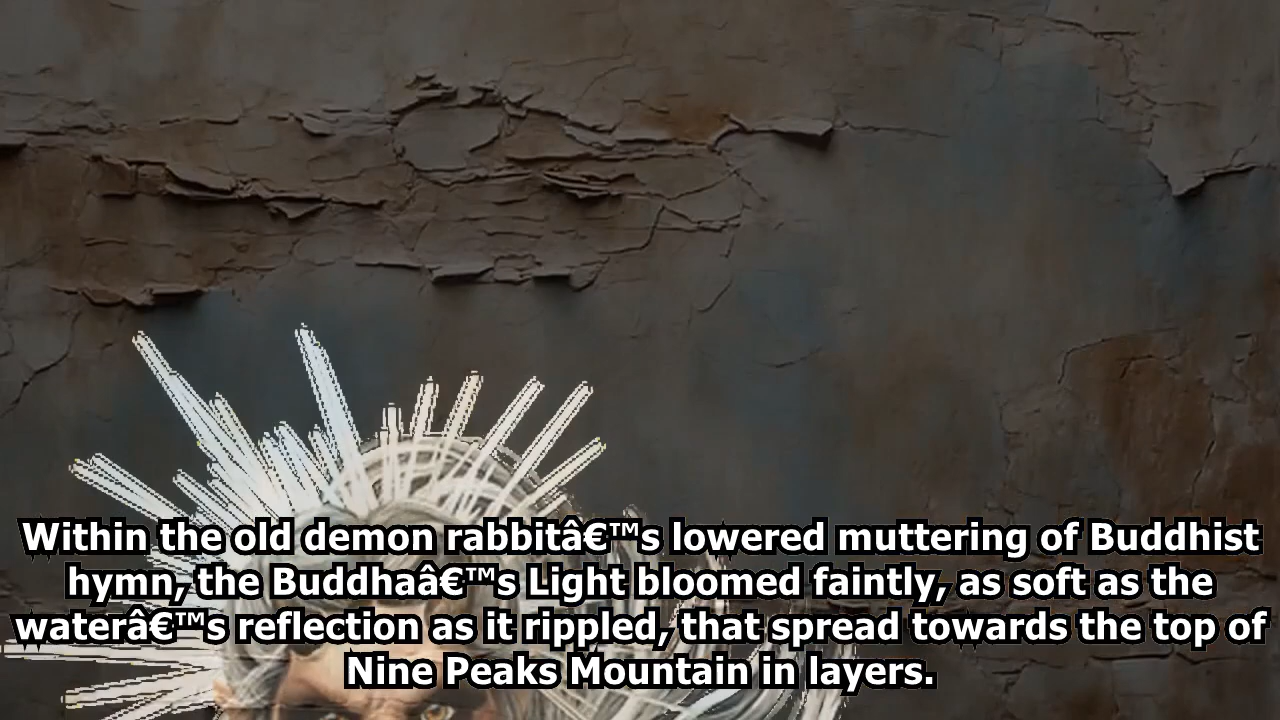 Within the old demon rabbitâ€™s lowered muttering of Buddhist
hymn, the Buddhaâ€™s Light bloomed faintly, as soft as the
waterâ€™s reflection as it rippled, that spread towards the top of
Nine Peaks Mountain in layers.